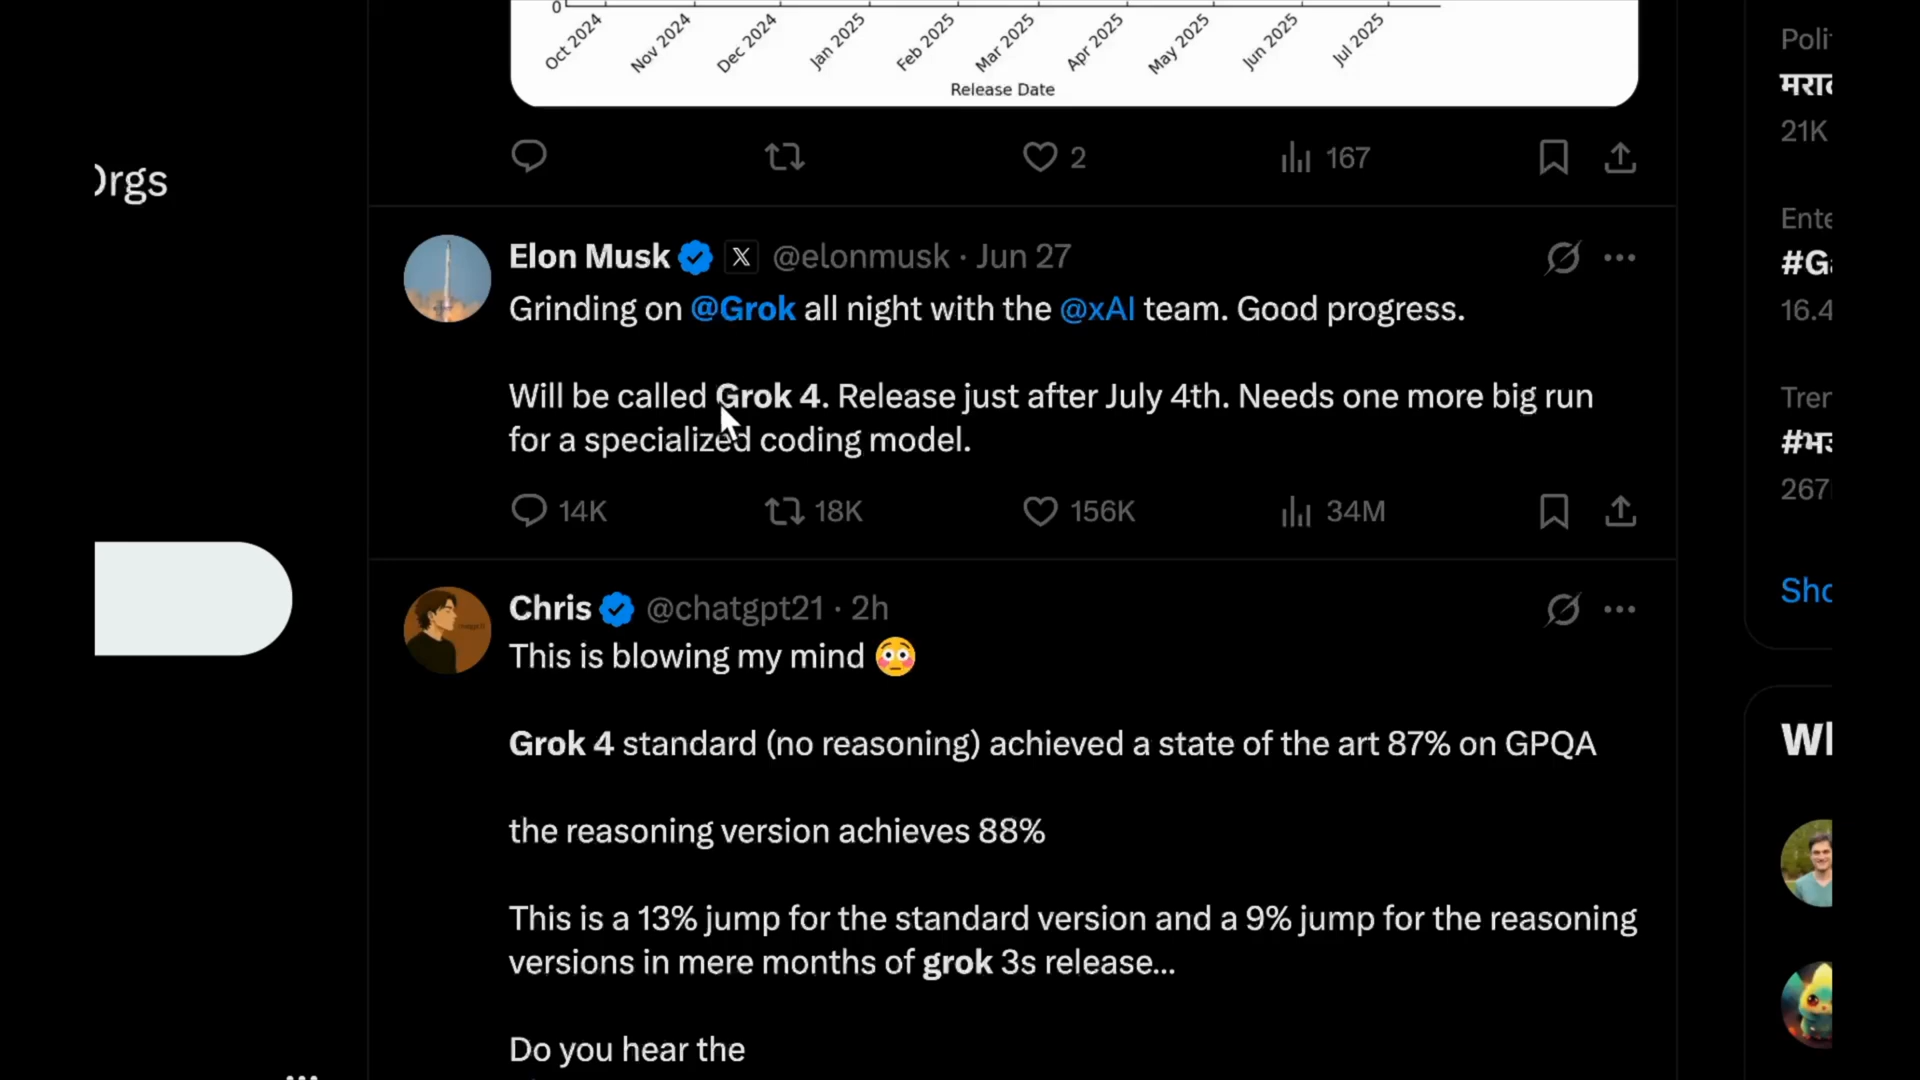 0
Oct 2024 Nov 2024 Dec 2024 Jan 2025 Feb 2025 Mar 2025 Apr 2025 May 2025 Jun 2025 Jul 2025
Release Date
2 167
Orgs
Elon Musk @elonmusk · Jun 27
Grinding on @Grok all night with the @xAI team. Good progress.
Will be called Grok 4. Release just after July 4th. Needs one more big run
for a specialized coding model.
14K 18K 156K 34M
Chris @chatgpt21 · 2h
This is blowing my mind 😳
Grok 4 standard (no reasoning) achieved a state of the art 87% on GPQA
the reasoning version achieves 88%
This is a 13% jump for the standard version and a 9% jump for the reasoning
versions in mere months of grok 3s release...
Do you hear the
21K
16.4
267